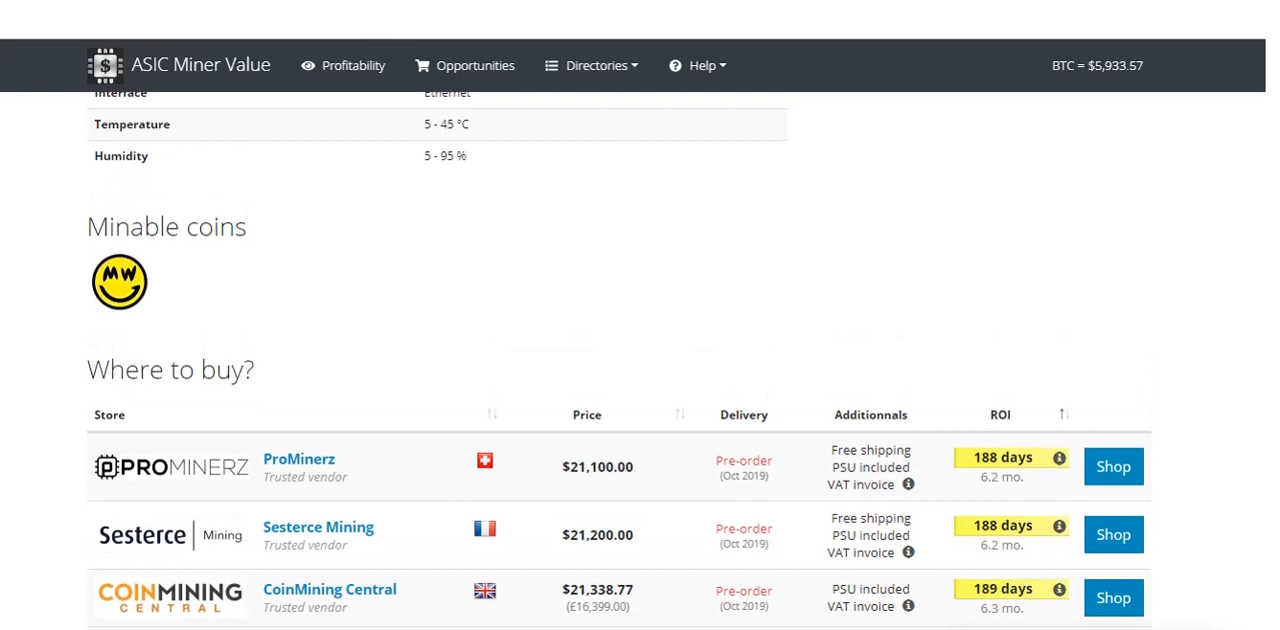 $ ASIC Miner Value Profitability Opportunities Directories Help BTC = $5,933.57
Interface Ethernet
Temperature 5 - 45 °C
Humidity 5 - 95 %
Minable coins
MW
Where to buy?
Store Price Delivery Additionnals ROI
PROMINERZ ProMinerz Trusted vendor $21,100.00 Pre-order (Oct 2019) Free shipping PSU included VAT invoice 188 days 6.2 mo. Shop
Sesterce Mining Sesterce Mining Trusted vendor $21,200.00 Pre-order (Oct 2019) Free shipping PSU included VAT invoice 188 days 6.2 mo. Shop
COINMINING CENTRAL CoinMining Central Trusted vendor $21,338.77 (£16,399.00) Pre-order (Oct 2019) PSU included VAT invoice 189 days 6.3 mo. Shop